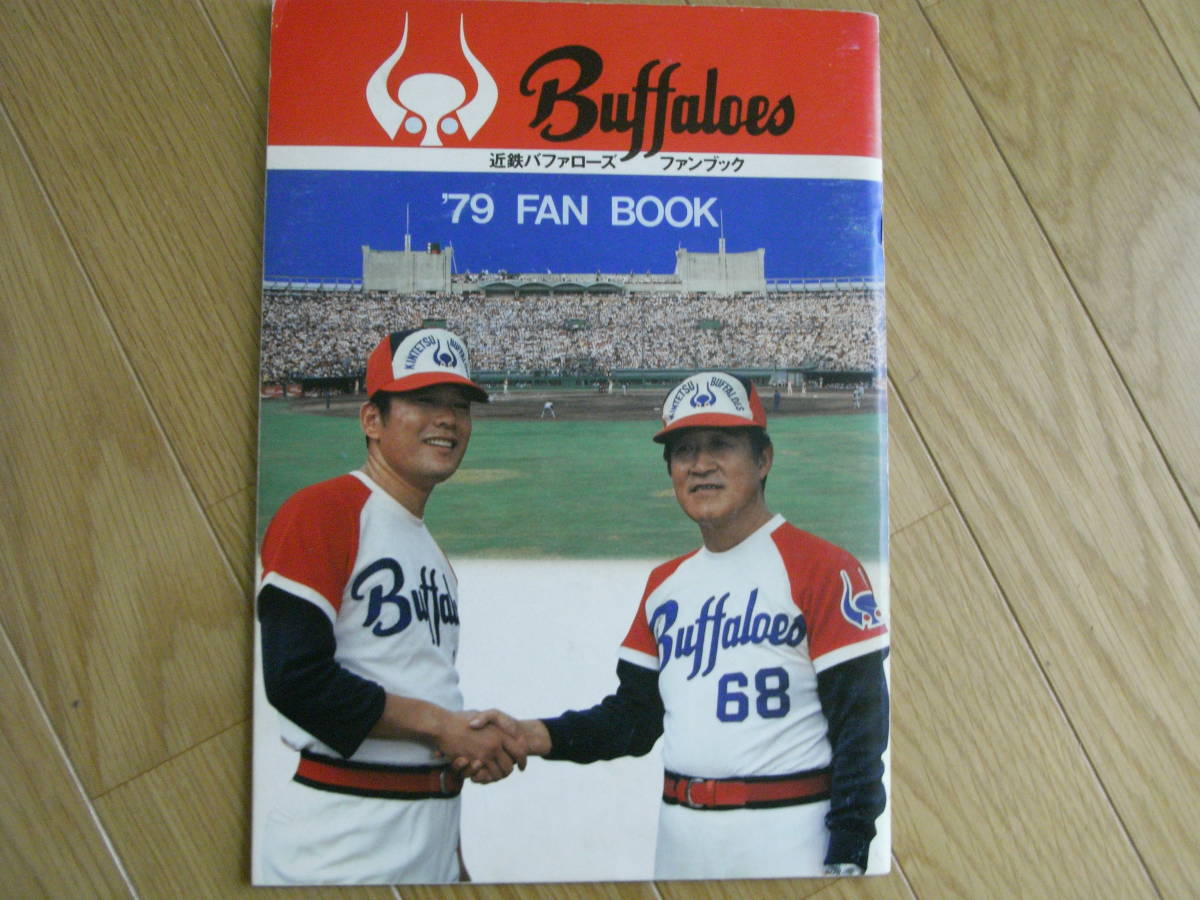 Buffaloes
近鉄バファローズ ファンブック
'79 FAN BOOK
KINTETSU BUFFALOES
KINTETSU BUFFALOES
Buffaloes
68